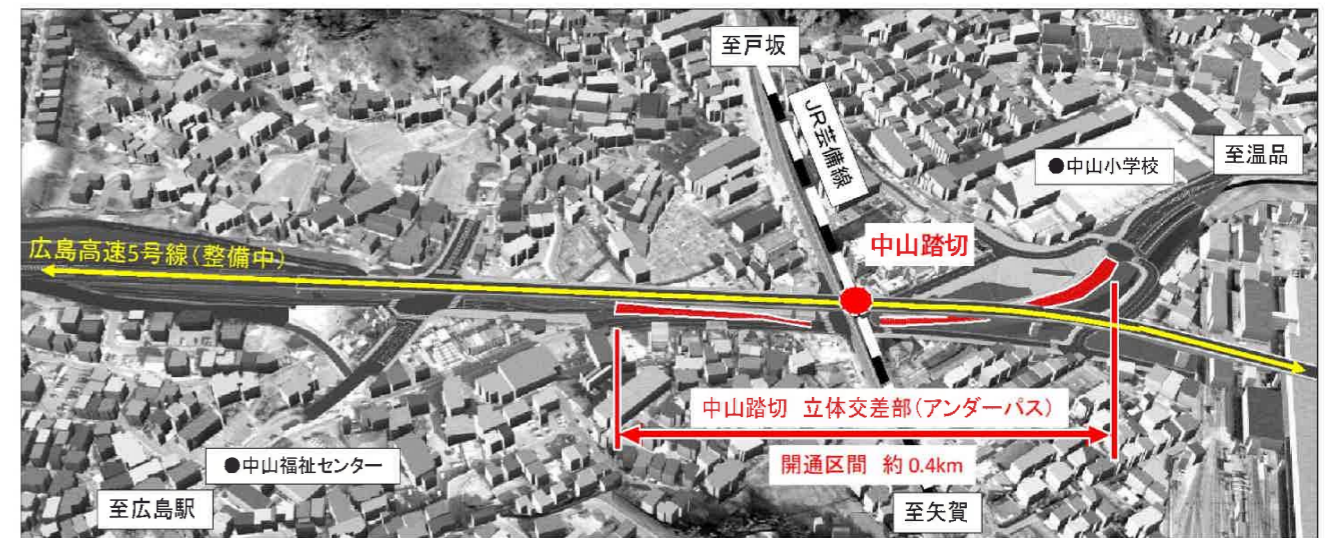 至戸坂
JR芸備線
至温品
●中山小学校
中山踏切
広島高速5号線(整備中)
中山踏切 立体交差部(アンダーパス)
開通区間 約0.4km
●中山福祉センター
至広島駅
至矢賀